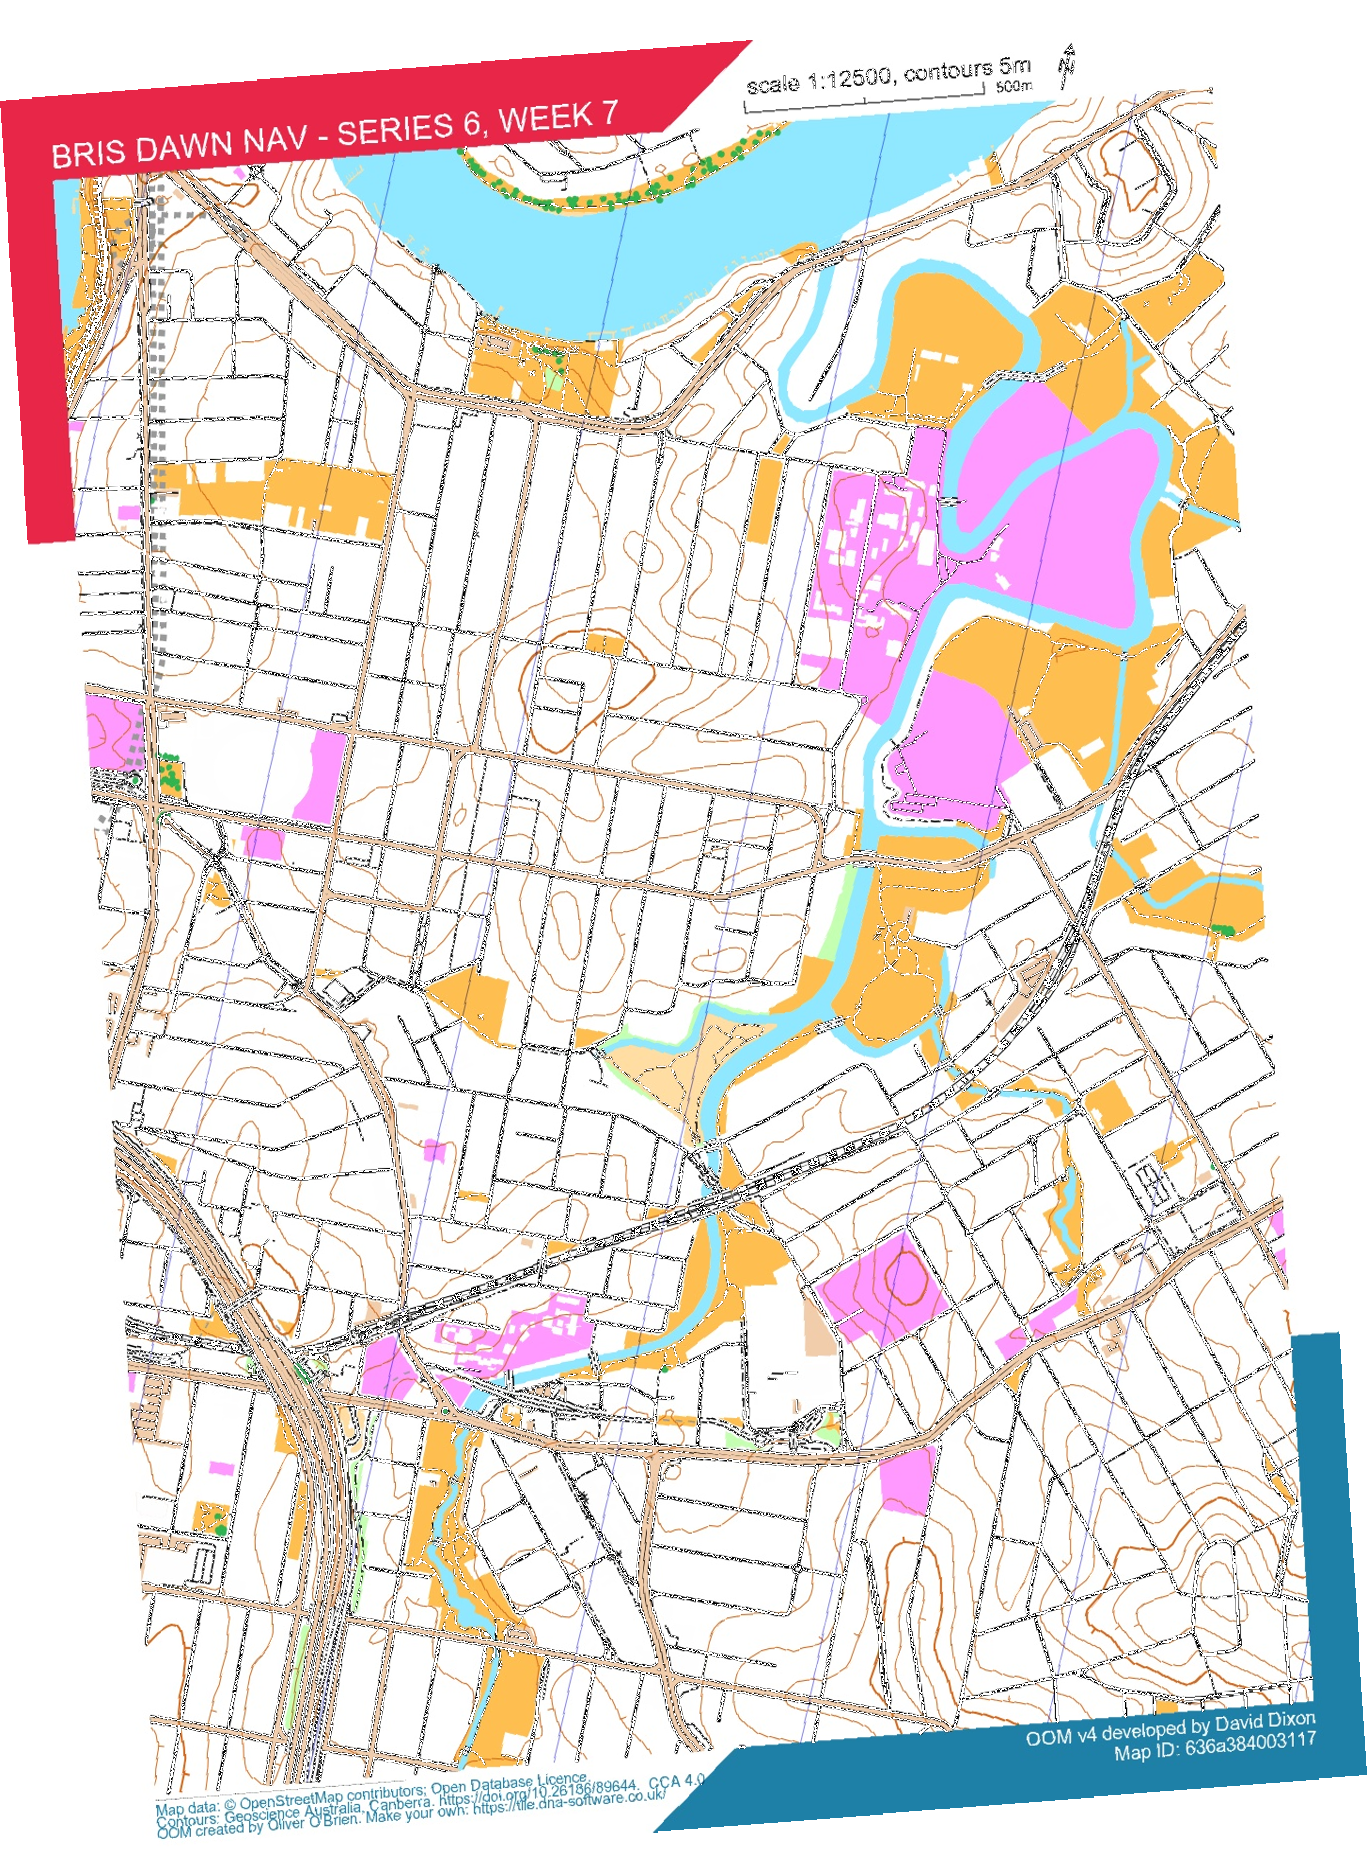 BRIS DAWN NAV - SERIES 6, WEEK 7
scale 1:12500, contours 5m
500m
OOM v4 developed by David Dixon
Map ID: 636a384003117
Map data: © OpenStreetMap contributors; Open Database Licence.
Contours: Geoscience Australia, Canberra. https://doi.org/10.26186/89644. CCA 4.0
OOM created by Oliver O'Brien. Make your own: https://tile.dna-software.co.uk/